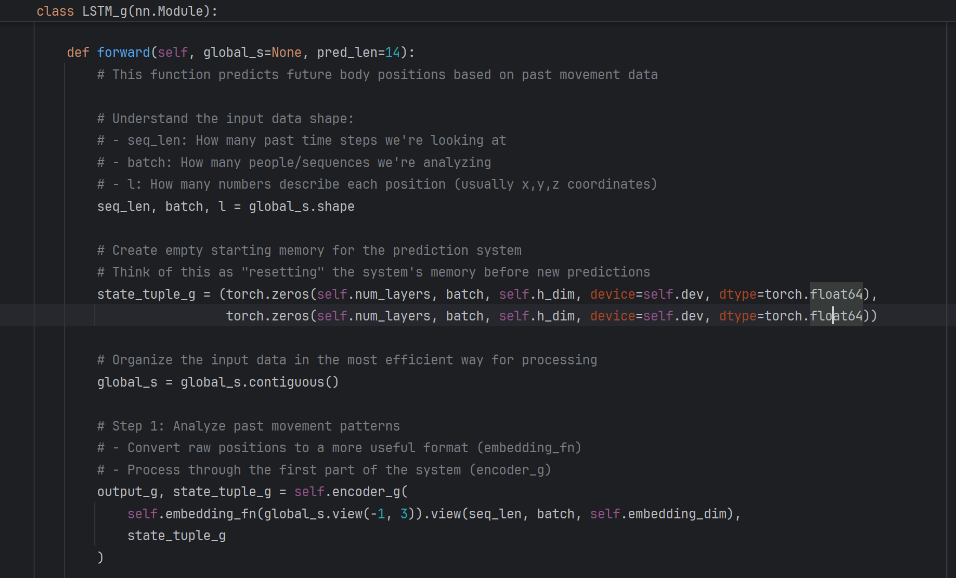 class LSTM_g(nn.Module):
def forward(self, global_s=None, pred_len=14):
# This function predicts future body positions based on past movement data
# Understand the input data shape:
# - seq_len: How many past time steps we're looking at
# - batch: How many people/sequences we're analyzing
# - l: How many numbers describe each position (usually x,y,z coordinates)
seq_len, batch, l = global_s.shape
# Create empty starting memory for the prediction system
# Think of this as "resetting" the system's memory before new predictions
state_tuple_g = (torch.zeros(self.num_layers, batch, self.h_dim, device=self.dev, dtype=torch.float64),
torch.zeros(self.num_layers, batch, self.h_dim, device=self.dev, dtype=torch.float64))
# Organize the input data in the most efficient way for processing
global_s = global_s.contiguous()
# Step 1: Analyze past movement patterns
# - Convert raw positions to a more useful format (embedding_fn)
# - Process through the first part of the system (encoder_g)
output_g, state_tuple_g = self.encoder_g(
self.embedding_fn(global_s.view(-1, 3)).view(seq_len, batch, self.embedding_dim),
state_tuple_g
)